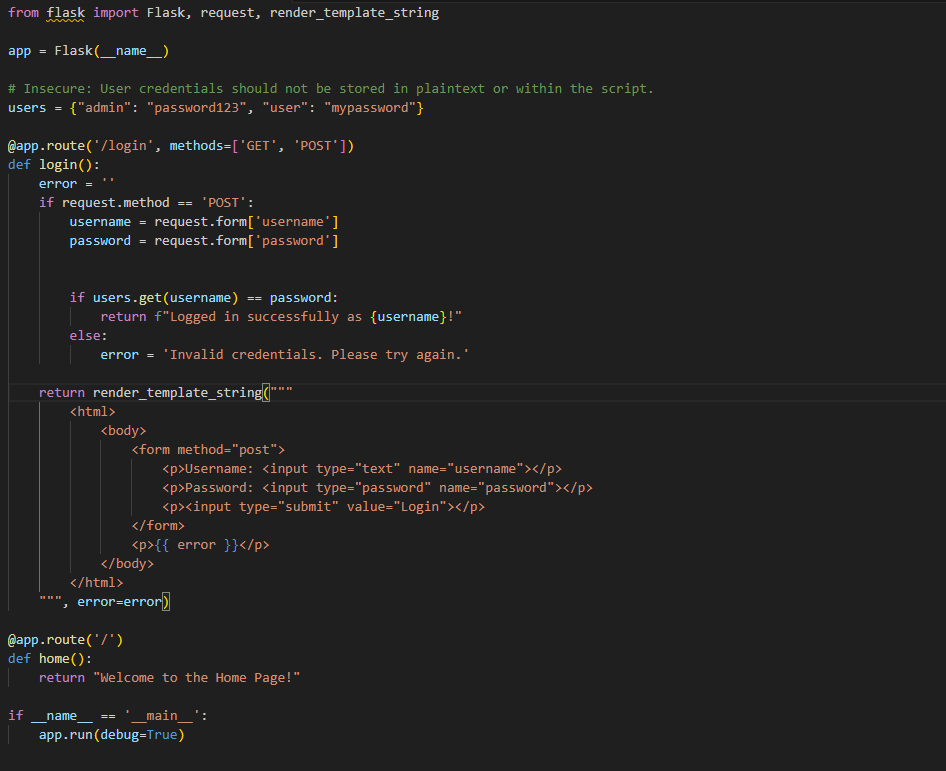 from flask import Flask, request, render_template_string
app = Flask(__name__)
# Insecure: User credentials should not be stored in plaintext or within the script.
users = {"admin": "password123", "user": "mypassword"}
@app.route('/login', methods=['GET', 'POST'])
def login():
    error = ''
    if request.method == 'POST':
        username = request.form['username']
        password = request.form['password']
        if users.get(username) == password:
            return f"Logged in successfully as {username}!"
        else:
            error = 'Invalid credentials. Please try again.'
    return render_template_string("""
        <html>
            <body>
                <form method="post">
                    <p>Username: <input type="text" name="username"></p>
                    <p>Password: <input type="password" name="password"></p>
                    <p><input type="submit" value="Login"></p>
                </form>
                <p>{{ error }}</p>
            </body>
        </html>
    """, error=error)
@app.route('/')
def home():
    return "Welcome to the Home Page!"
if __name__ == '__main__':
    app.run(debug=True)